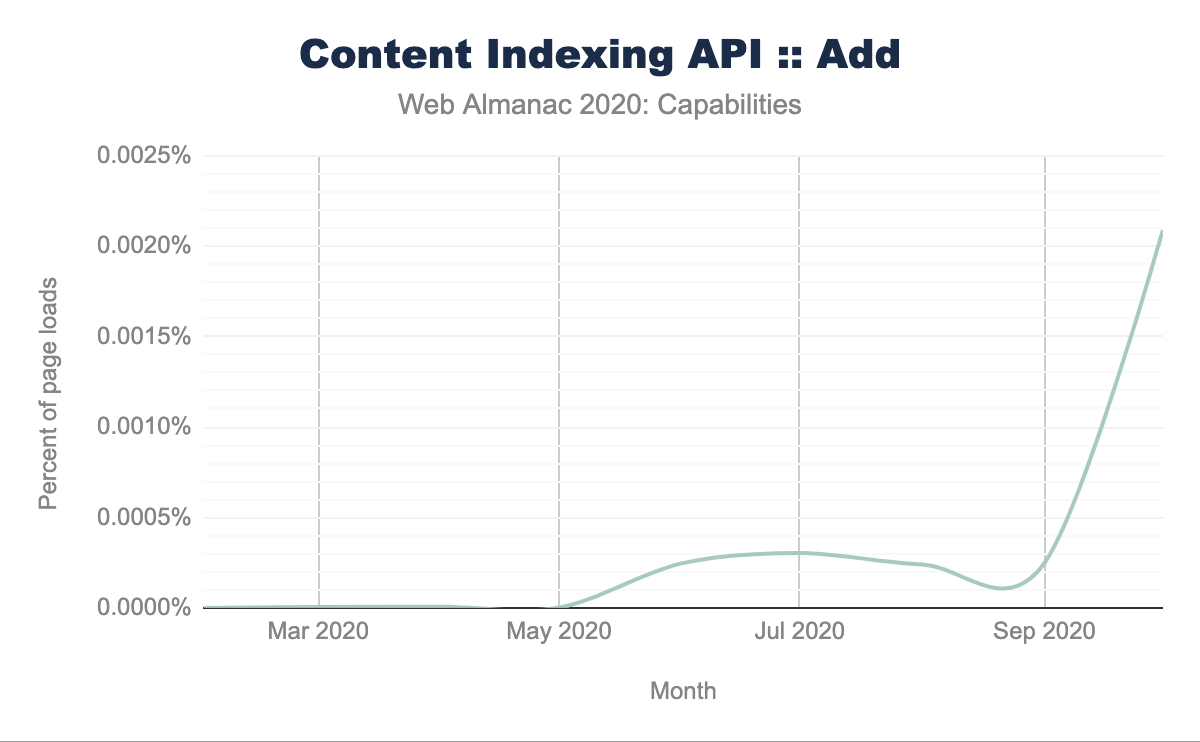 Content Indexing API :: Add
Web Almanac 2020: Capabilities
0.0025%
0.0020%
0.0015%
0.0010%
0.0005%
0.0000%
Percent of page loads
Mar 2020 May 2020 Jul 2020 Sep 2020
Month